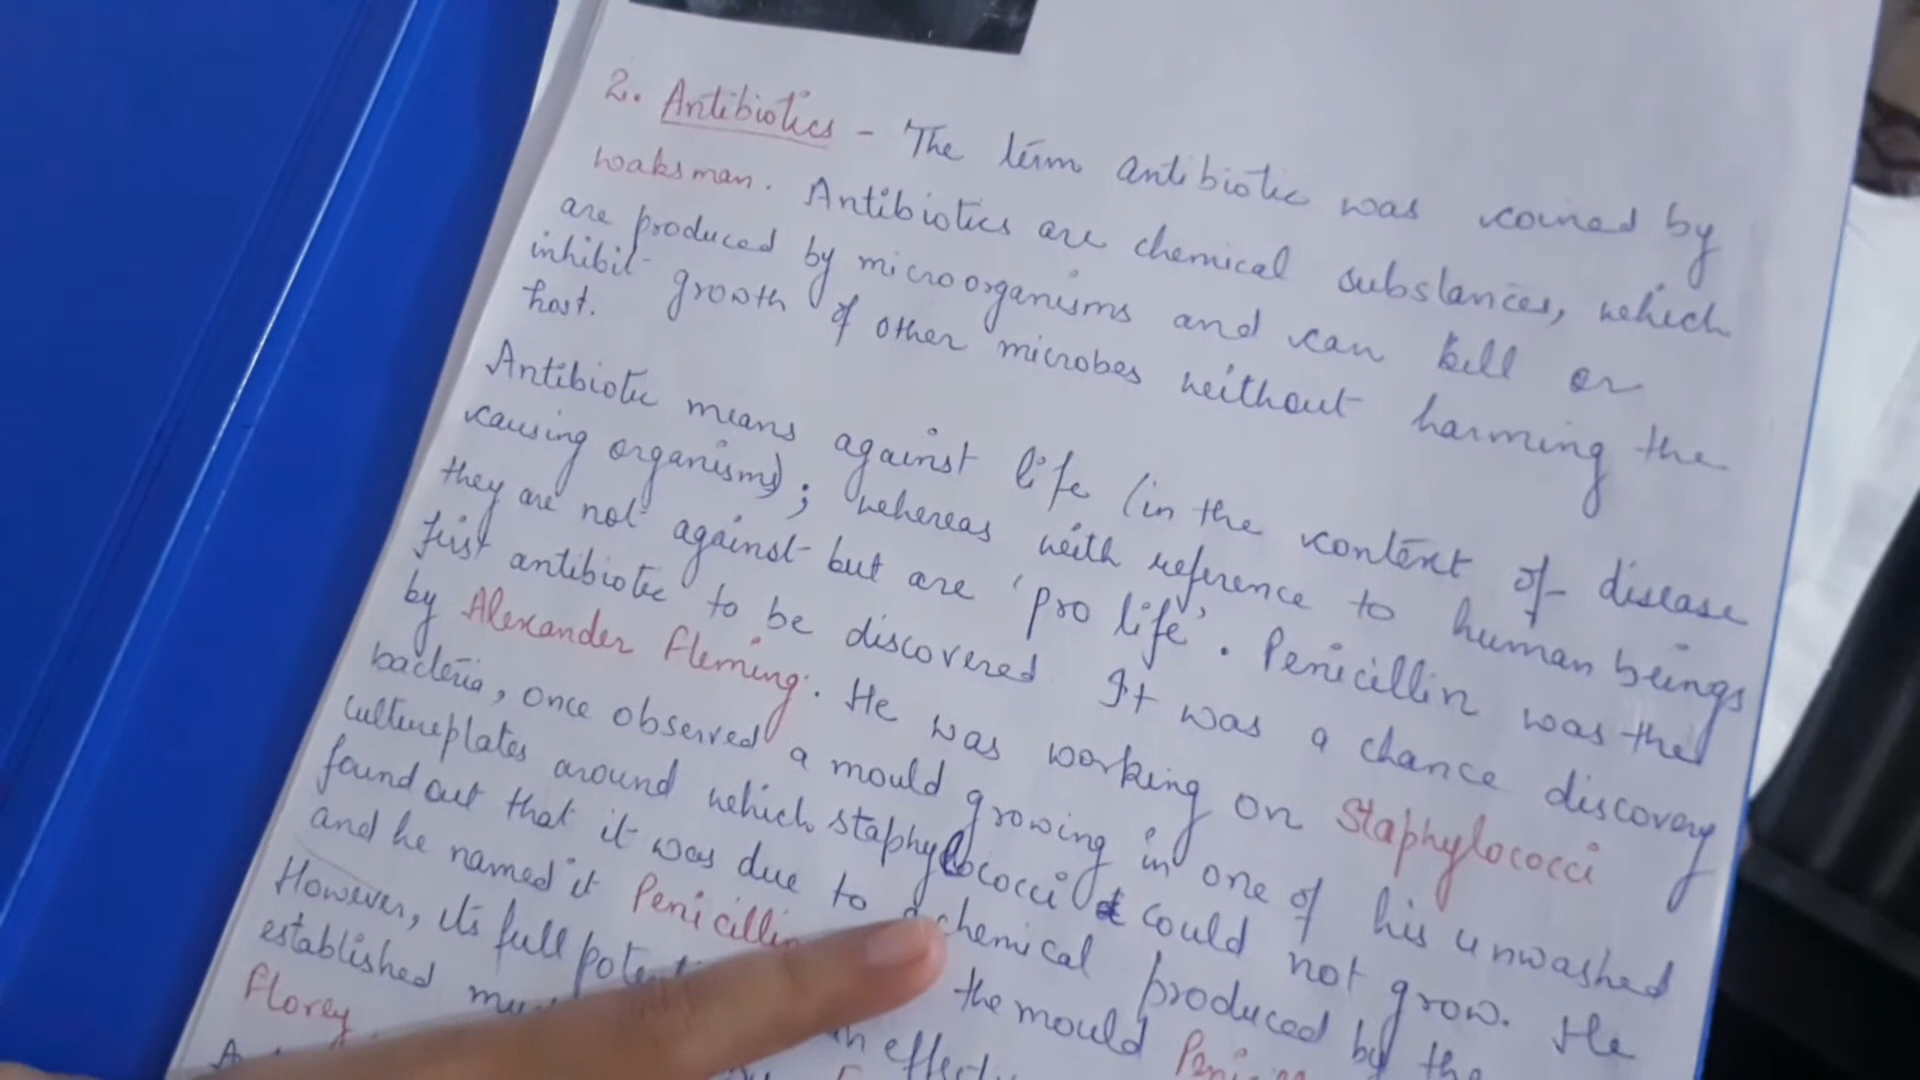 2. Antibiotics - The term antibiotic was coined by
waksman. Antibiotics are chemical substances, which
are produced by microorganisms and can kill or
inhibit growth of other microbes without harming the
host.
Antibiotic means against life (in the context of disease
causing organisms); whereas with reference to human beings
they are not against but are 'pro life'. Penicillin was the
first antibiotic to be discovered It was a chance discovery
by Alexander Fleming. He was working on Staphylococci
bacteria, once observed a mould growing in one of his unwashed
cultureplates around which staphylococci could not grow. He
found out that it was due to a chemical produced by the
and he named it Penicillin the mould
However, its full effect
established
Florey.